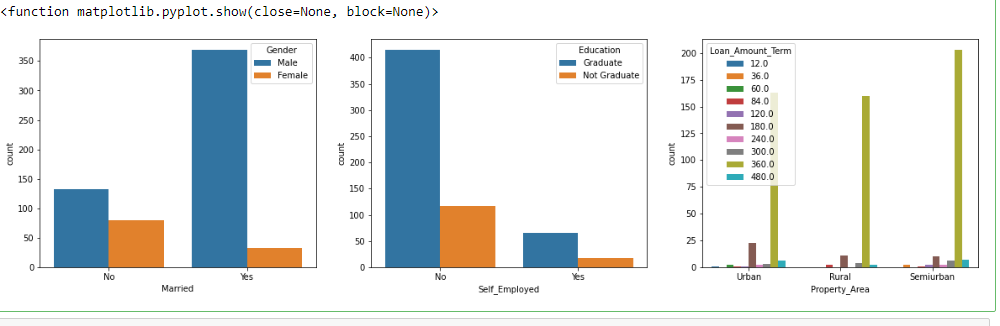 <function matplotlib.pyplot.show(close=None, block=None)>
350
300
250
200
150
100
50
0
count
Gender
Male
Female
No
Yes
Married
400
350
300
250
200
150
100
50
0
count
Education
Graduate
Not Graduate
No
Yes
Self_Employed
200
175
150
125
100
75
50
25
0
count
Loan_Amount_Term
12.0
36.0
60.0
84.0
120.0
180.0
240.0
300.0
360.0
480.0
Urban
Rural
Semiurban
Property_Area